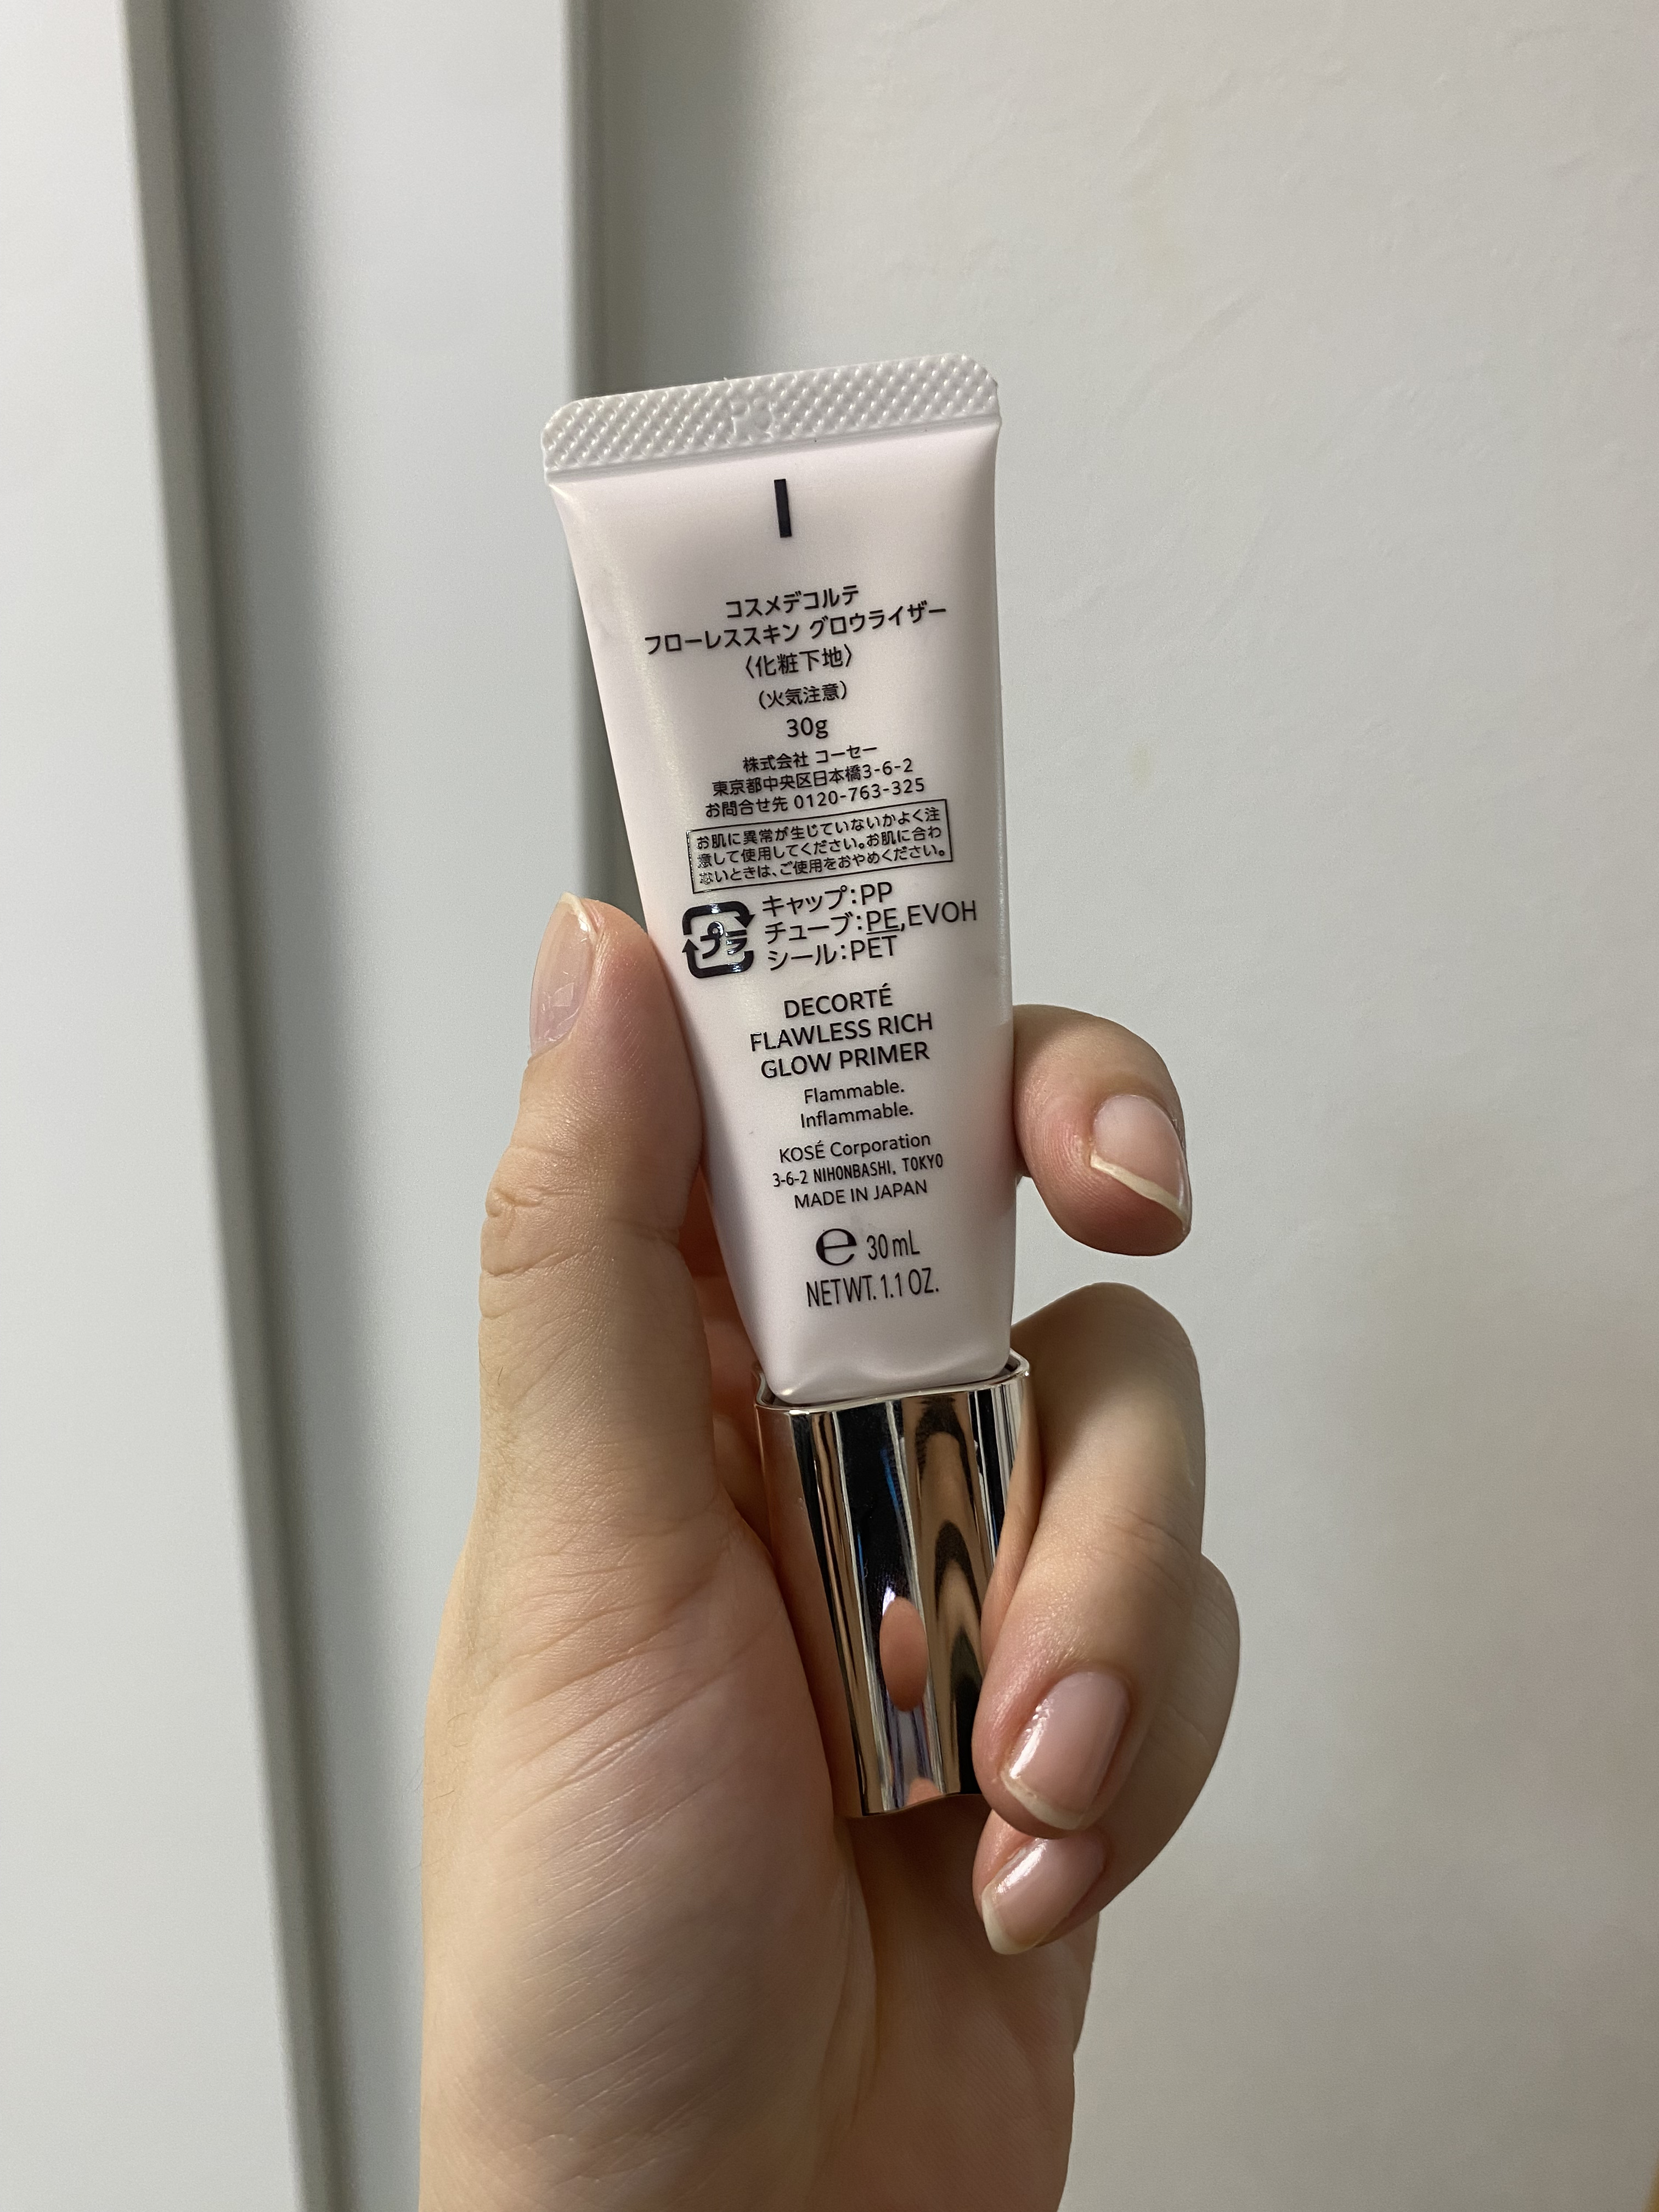 コスメデコルテ
フローレススキン グロウライザー
〈化粧下地〉
(火気注意)
30g
株式会社 コーセー
東京都中央区日本橋3-6-2
お問合せ先 0120-763-325
お肌に異常が生じていないかよく注
意して使用してください。お肌に合わ
ないときは、ご使用をおやめください。
プラ
キャップ:PP
チューブ:PE,EVOH
シール:PET
DECORTÉ
FLAWLESS RICH
GLOW PRIMER
Flammable.
Inflammable.
KOSÉ Corporation
3-6-2 NIHONBASHI, TOKYO
MADE IN JAPAN
℮ 30mL
NET WT. 1.1 OZ.